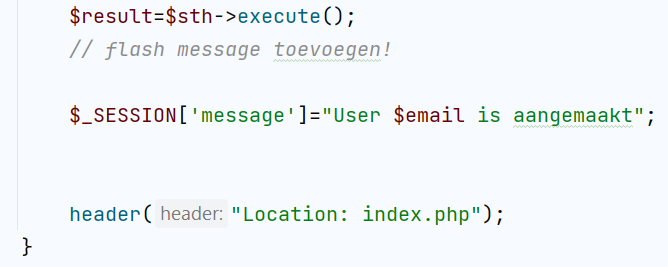 $result=$sth->execute();
// flash message toevoegen!
$_SESSION['message']="User $email is aangemaakt";
header( header: "Location: index.php");
}